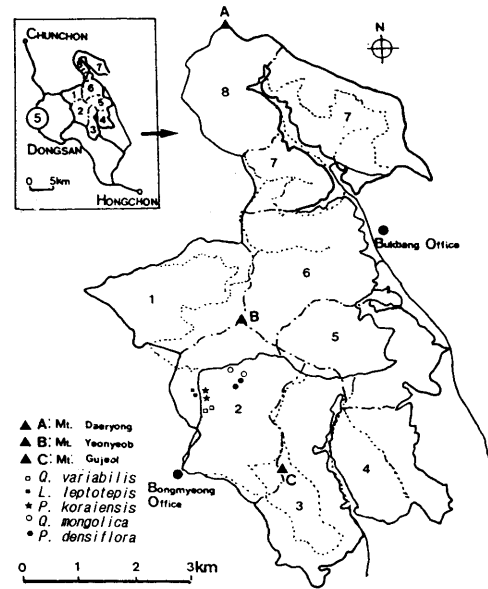 A
N
CHUNCHON
8
7
6
7
1
5
2
5
4
3
8
DONGSAN
0 5km
HONGCHON
7
Bukbang Office
6
1
B
5
2
▲ A: Mt. Daeryong
▲ B: Mt. Yeonyeob
▲ C: Mt. Gujeol
C
4
Q. variabilis
L. leptotepis
Bongmyeong
Office
3
P. koraiensis
Q. mongolica
P. densiflora
0 1 2 3km